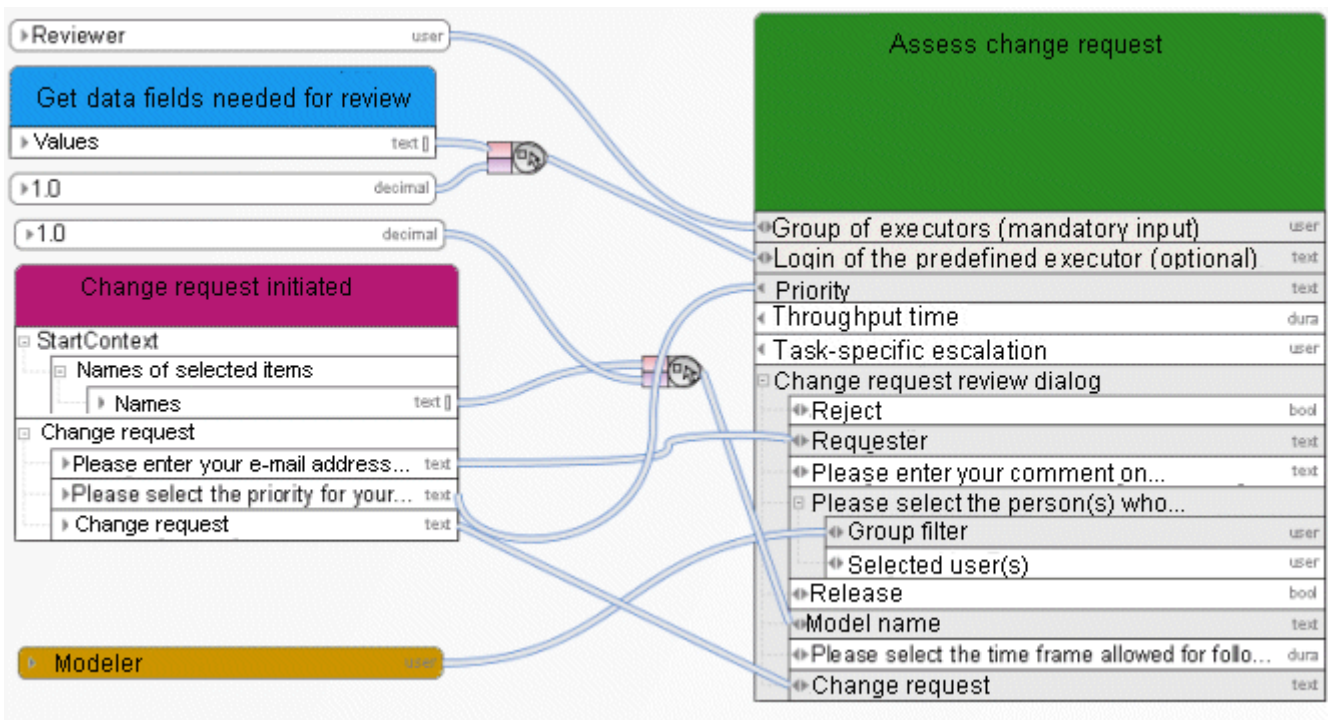 Reviewer user
Get data fields needed for review
Values text []
1.0 decimal
1.0 decimal
Change request initiated
StartContext
Names of selected items
Names text []
Change request
Please enter your e-mail address... text
Please select the priority for your... text
Change request text
Modeler user
Assess change request
Group of executors (mandatory input) user
Login of the predefined executor (optional) text
Priority text
Throughput time dura
Task-specific escalation user
Change request review dialog
Reject bool
Requester text
Please enter your comment on... text
Please select the person(s) who...
Group filter user
Selected user(s) user
Release bool
Model name text
Please select the time frame allowed for follo... dura
Change request text